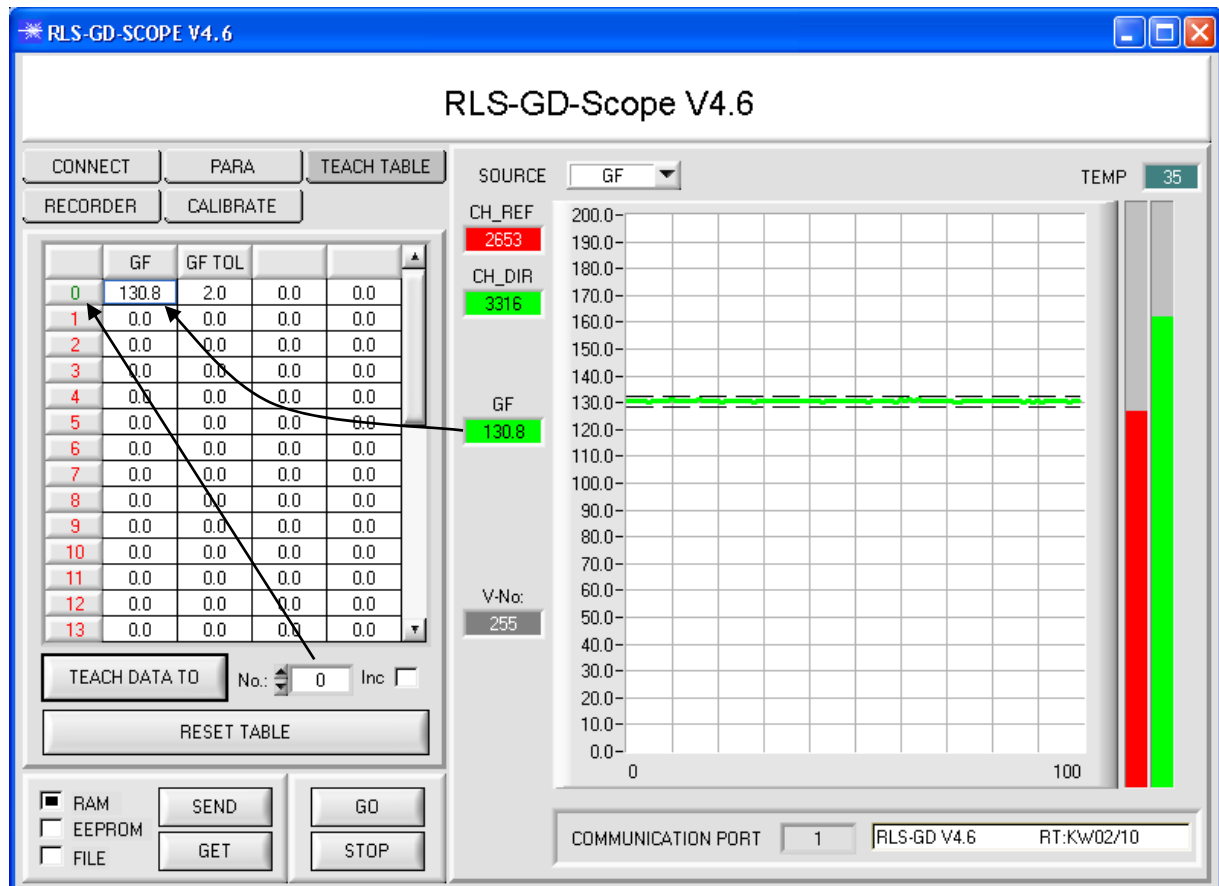 RLS-GD-SCOPE V4.6
RLS-GD-Scope V4.6
CONNECT PARA TEACH TABLE
RECORDER CALIBRATE
GF GF TOL
0 130.8 2.0 0.0 0.0
1 0.0 0.0 0.0 0.0
2 0.0 0.0 0.0 0.0
3 0.0 0.0 0.0 0.0
4 0.0 0.0 0.0 0.0
5 0.0 0.0 0.0 0.0
6 0.0 0.0 0.0 0.0
7 0.0 0.0 0.0 0.0
8 0.0 0.0 0.0 0.0
9 0.0 0.0 0.0 0.0
10 0.0 0.0 0.0 0.0
11 0.0 0.0 0.0 0.0
12 0.0 0.0 0.0 0.0
13 0.0 0.0 0.0 0.0
TEACH DATA TO No.: 0 Inc
RESET TABLE
RAM
EEPROM
FILE
SEND
GET
GO
STOP
SOURCE GF
TEMP 35
CH_REF
2653
CH_DIR
3316
GF
130.8
V-No:
255
200.0
190.0
180.0
170.0
160.0
150.0
140.0
130.0
120.0
110.0
100.0
90.0
80.0
70.0
60.0
50.0
40.0
30.0
20.0
10.0
0.0
0 100
COMMUNICATION PORT 1 RLS-GD V4.6 RT:KW02/10